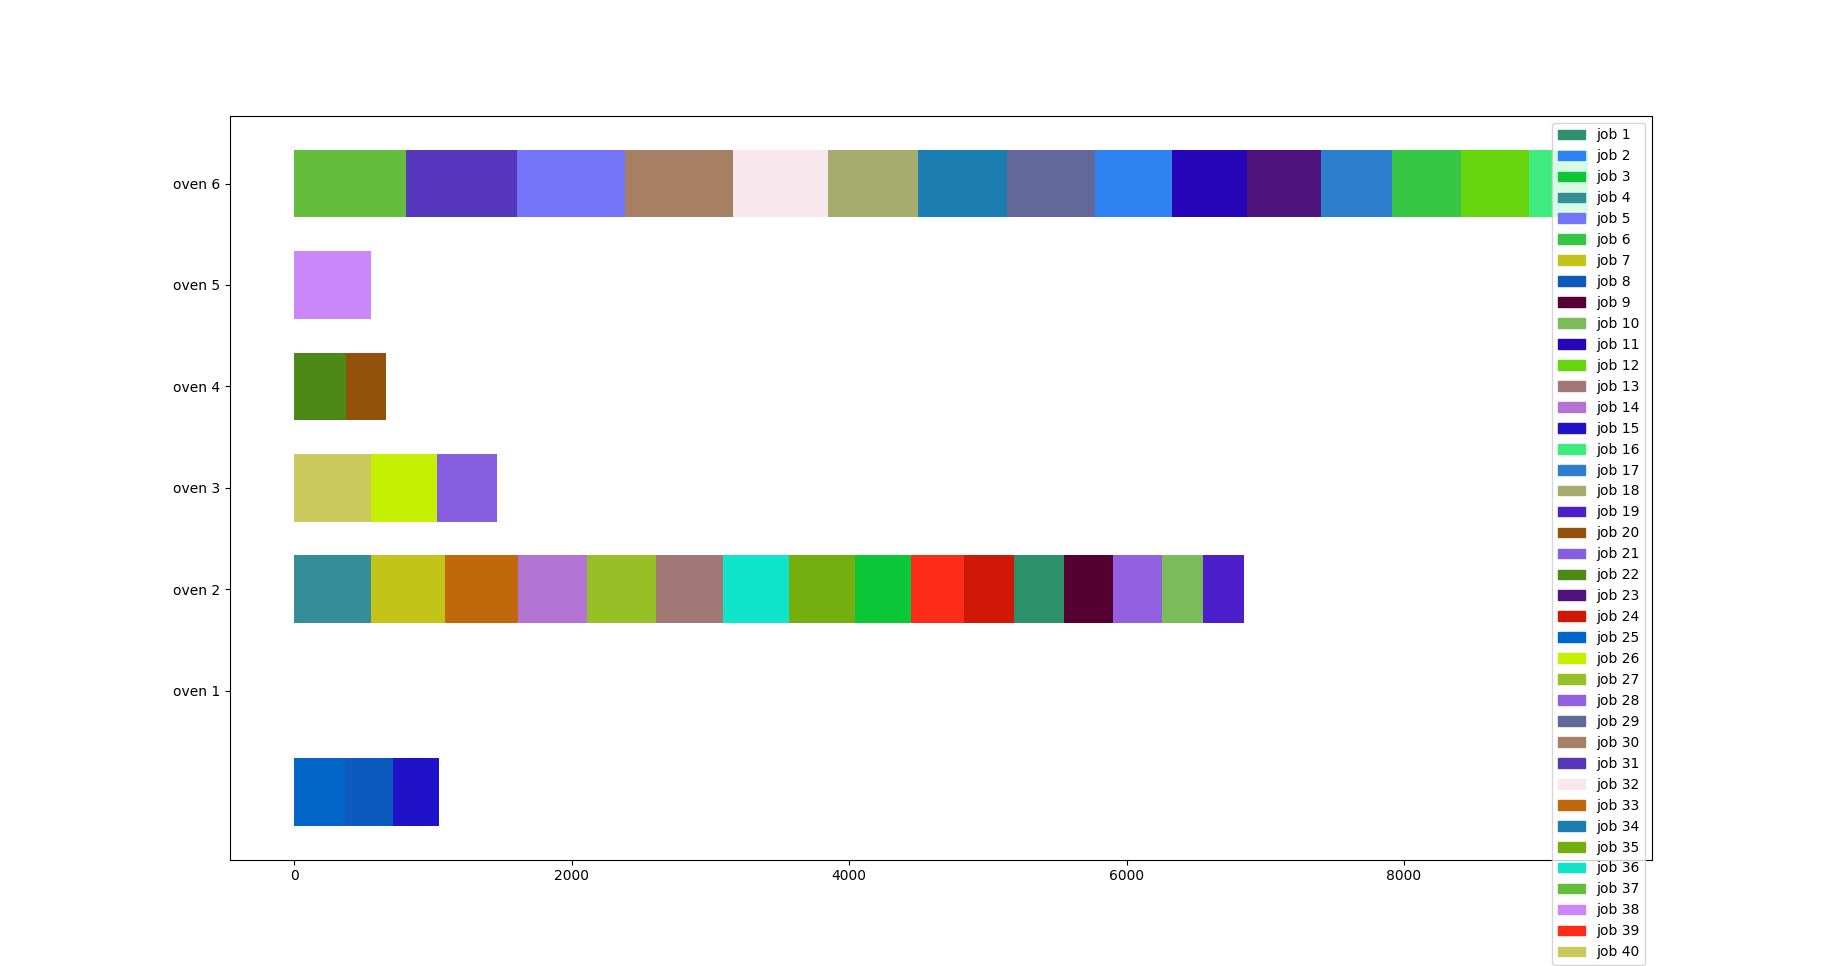 oven 6
oven 5
oven 4
oven 3
oven 2
oven 1
0
2000
4000
6000
8000
job 1
job 2
job 3
job 4
job 5
job 6
job 7
job 8
job 9
job 10
job 11
job 12
job 13
job 14
job 15
job 16
job 17
job 18
job 19
job 20
job 21
job 22
job 23
job 24
job 25
job 26
job 27
job 28
job 29
job 30
job 31
job 32
job 33
job 34
job 35
job 36
job 37
job 38
job 39
job 40